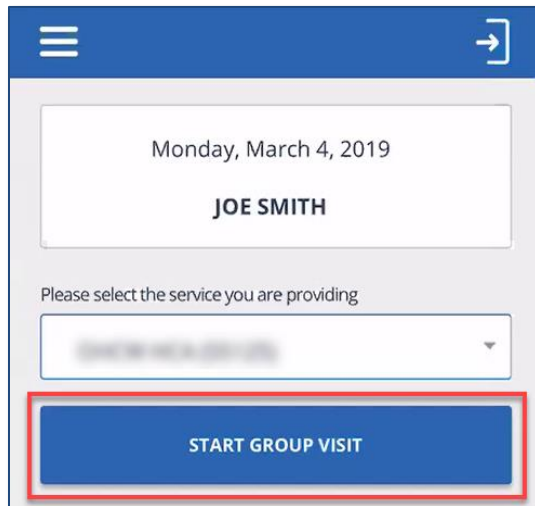 Monday, March 4, 2019
JOE SMITH
Please select the service you are providing
START GROUP VISIT